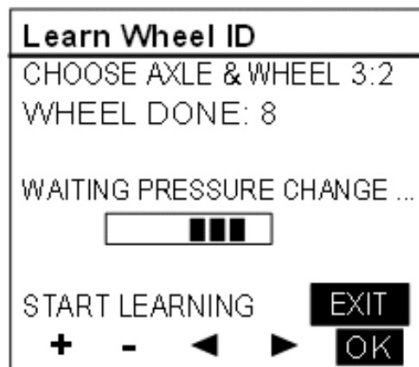 Learn Wheel ID
CHOOSE AXLE & WHEEL 3:2
WHEEL DONE: 8
WAITING PRESSURE CHANGE ...
START LEARNING EXIT
+ - ◄ ► OK